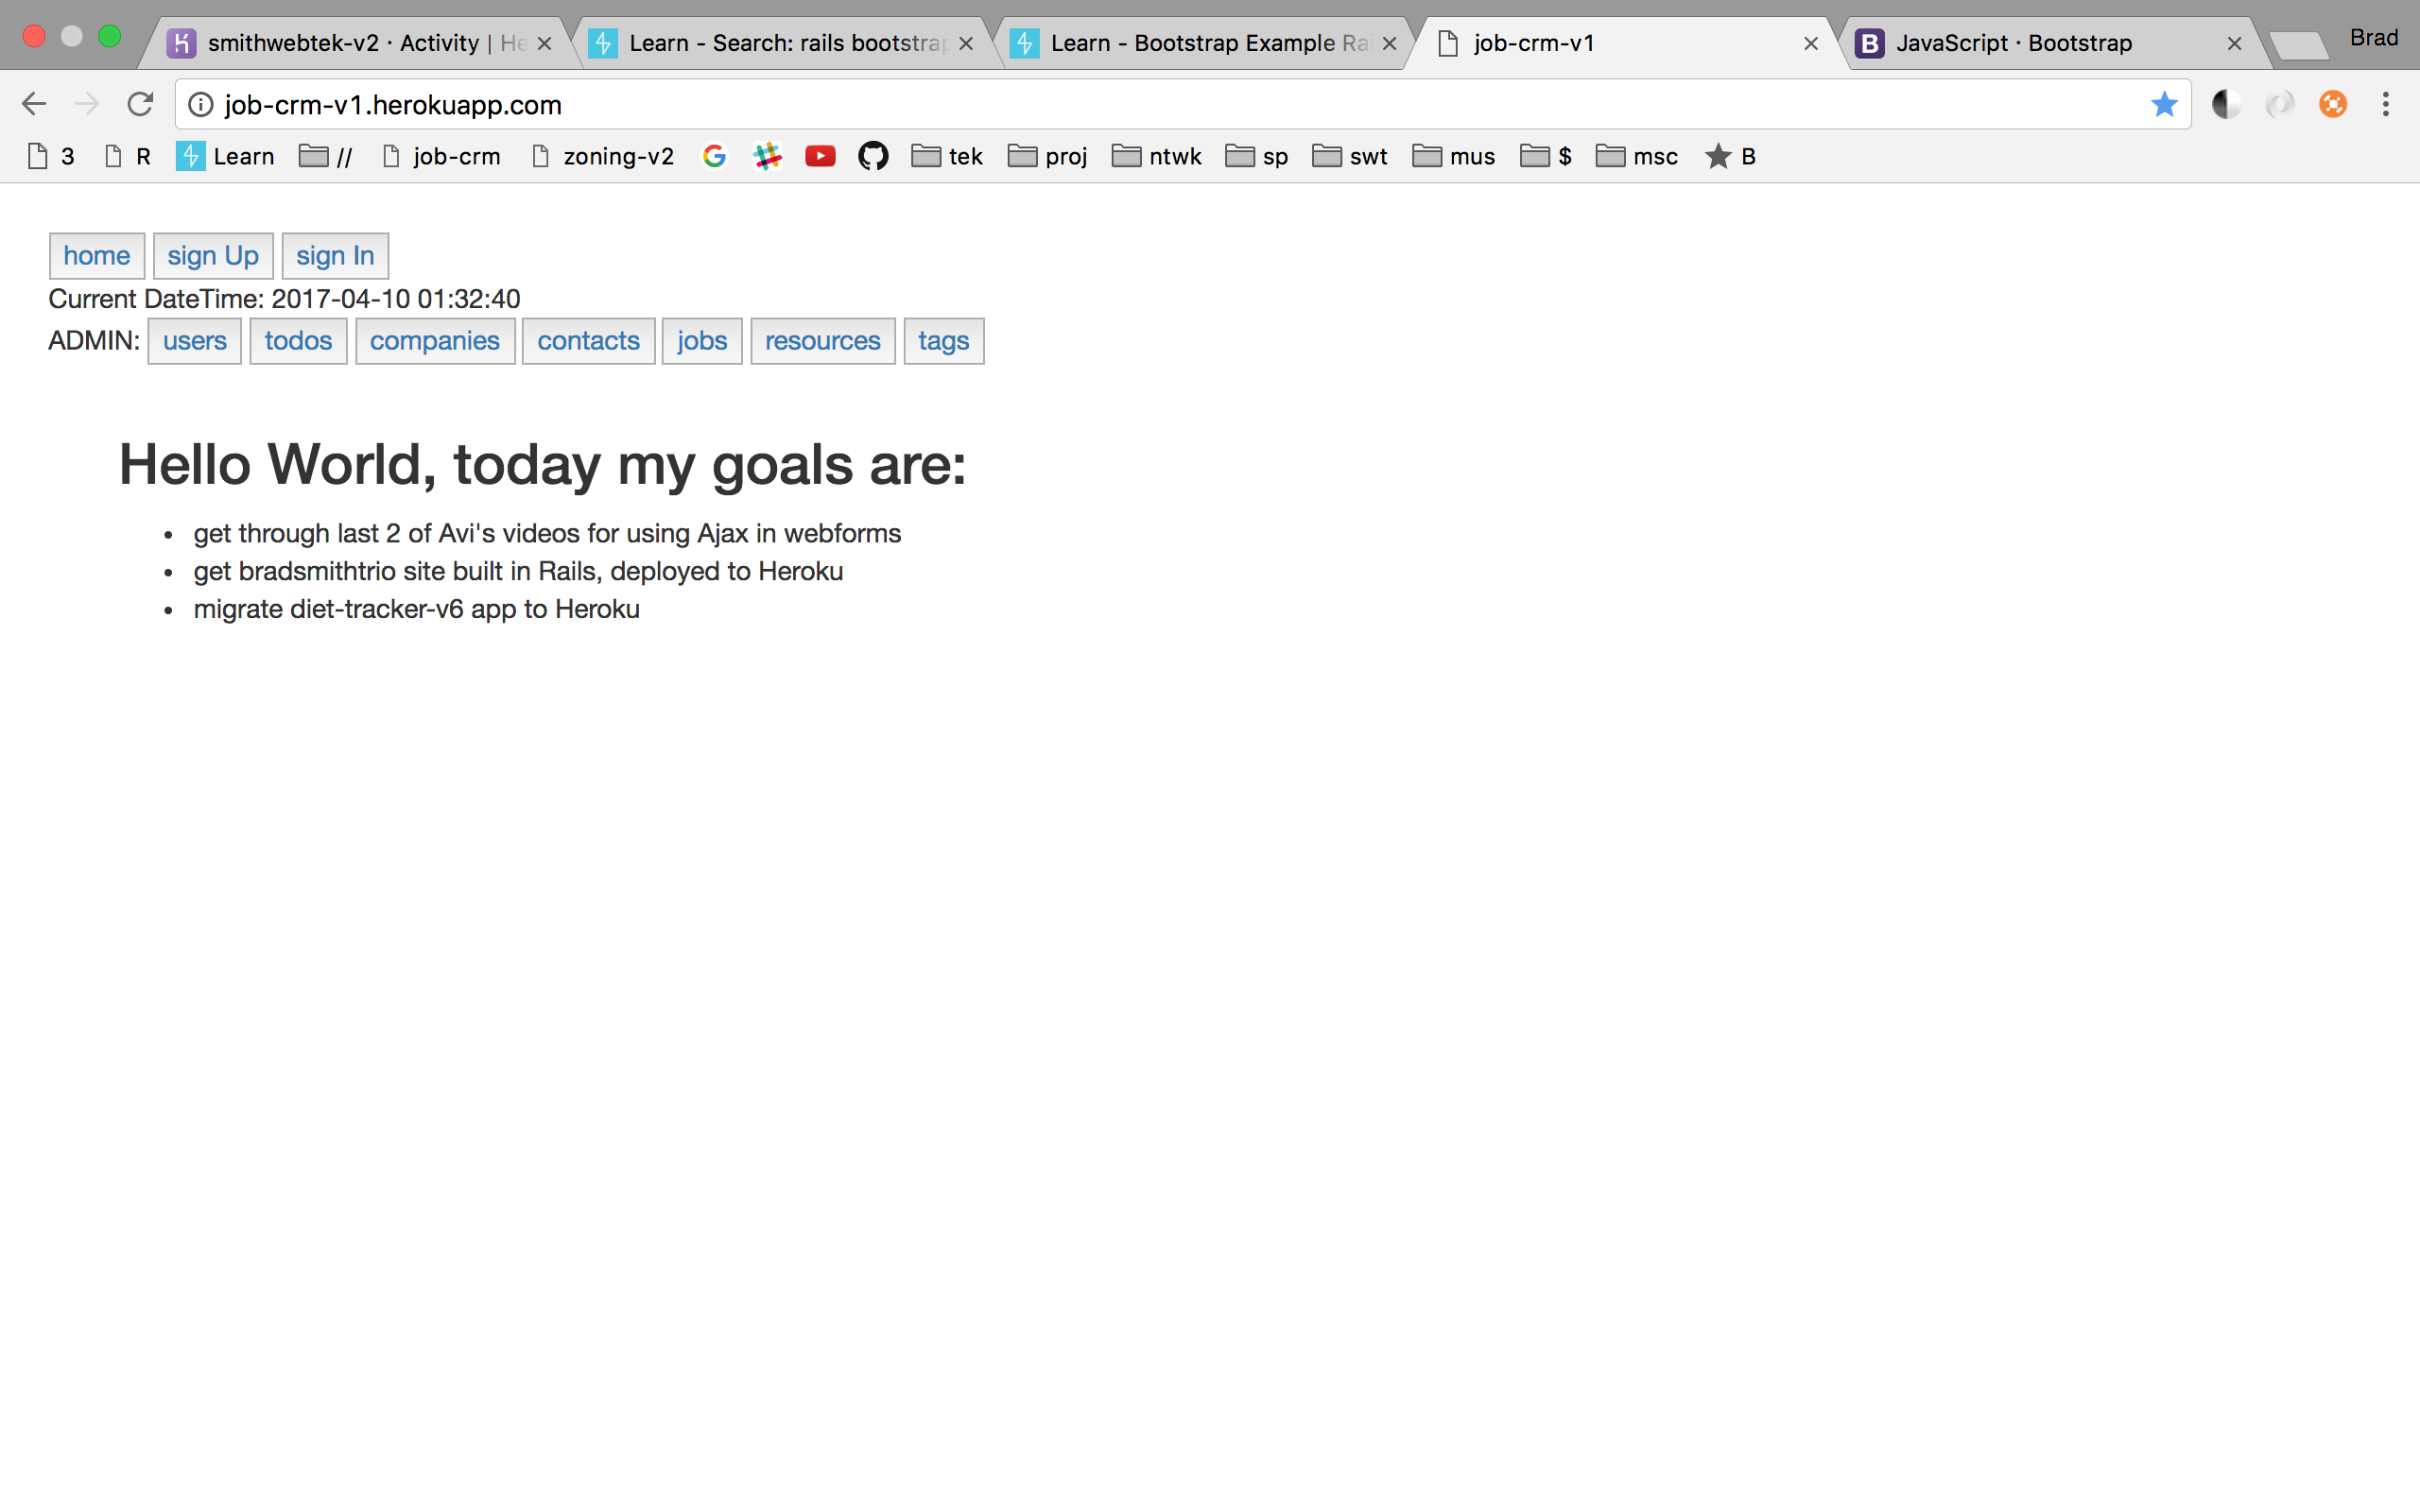 smithwebtek-v2 · Activity | He
Learn - Search: rails bootstrap
Learn - Bootstrap Example Ra
job-crm-v1
JavaScript · Bootstrap
Brad
job-crm-v1.herokuapp.com
3 R Learn // job-crm zoning-v2 tek proj ntwk sp swt mus $ msc B
home sign Up sign In
Current DateTime: 2017-04-10 01:32:40
ADMIN: users todos companies contacts jobs resources tags
Hello World, today my goals are:
• get through last 2 of Avi's videos for using Ajax in webforms
• get bradsmithtrio site built in Rails, deployed to Heroku
• migrate diet-tracker-v6 app to Heroku